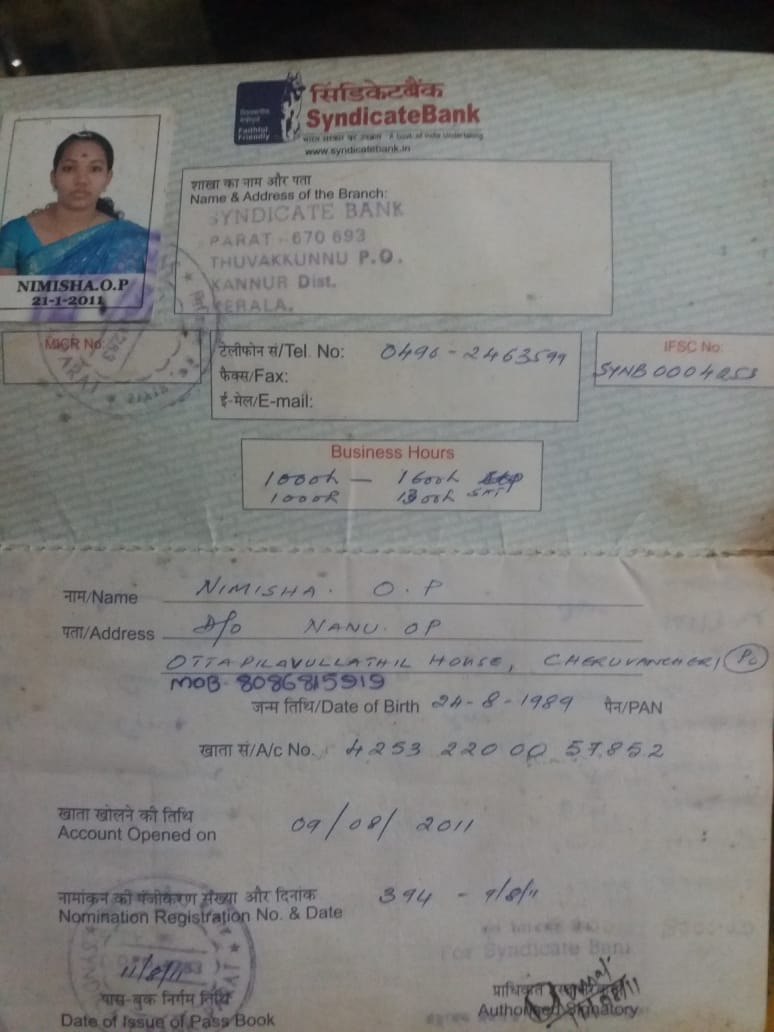 सिंडिकेटबैंक
SyndicateBank
Faithful
Friendly
www.syndicatebank.in
शाखा का नाम और पता
Name & Address of the Branch:
SYNDICATE BANK
PARAT - 670 693
THUVAKKUNNU P.O.
KANNUR Dist.
KERALA.
NIMISHA.O.P
21-1-2011
MICR No:
टेलीफोन सं/Tel. No: 0496-2463599
फैक्स/Fax:
ई-मेल/E-mail:
IFSC No:
SYNB0004253
Business Hours
1000h - 1600h
1000h 1300h SAT
नाम/Name NIMISHA. O.P
पता/Address D/o NANU. OP
OTTAPILAVULLATHIL HOUSE, CHERUVANCHERI PO
MOB- 8086815919
जन्म तिथि/Date of Birth 24-8-1989 पैन/PAN
खाता सं/A/c No. 4253 220 00 57852
खाता खोलने की तिथि
Account Opened on 09/08/2011
नामांकन की पंजीकरण संख्या और दिनांक 394 - 9/8/11
Nomination Registration No. & Date
For Syndicate Bank
11/8/11
पास-बुक निर्गम तिथि
Date of Issue of Pass Book
Authorised Signatory